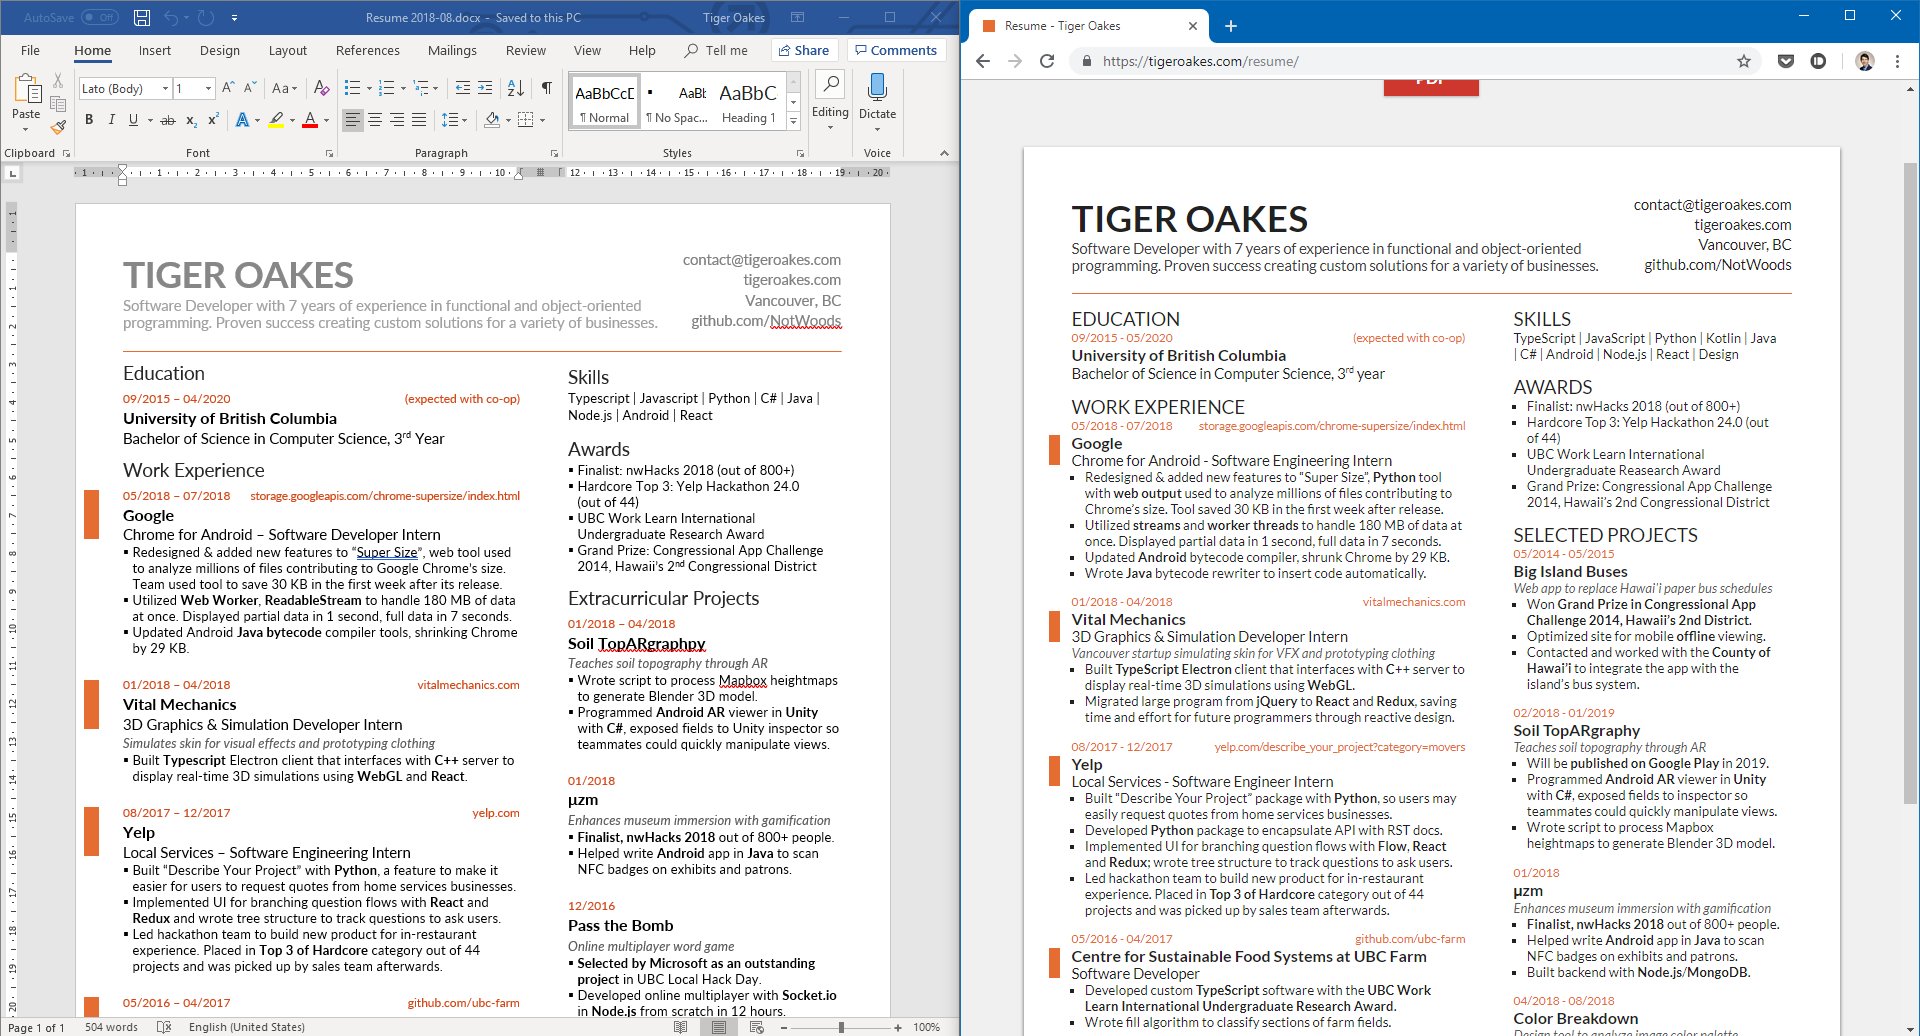 AutoSave Off
Resume 2018-08.docx - Saved to this PC
Tiger Oakes
File Home Insert Design Layout References Mailings Review View Help Tell me Share Comments
Lato (Body) 1
Paste
AaBbCcE AaBb AaBbC
¶ Normal ¶ No Spac... Heading 1
Editing Dictate
Clipboard Font Paragraph Styles Voice
TIGER OAKES
Software Developer with 7 years of experience in functional and object-oriented
programming. Proven success creating custom solutions for a variety of businesses.
contact@tigeroakes.com
tigeroakes.com
Vancouver, BC
github.com/NotWoods
Education
09/2015 – 04/2020 (expected with co-op)
University of British Columbia
Bachelor of Science in Computer Science, 3rd Year
Work Experience
05/2018 – 07/2018 storage.googleapis.com/chrome-supersize/index.html
Google
Chrome for Android – Software Developer Intern
▪ Redesigned & added new features to “Super Size”, web tool used
to analyze millions of files contributing to Google Chrome's size.
Team used tool to save 30 KB in the first week after its release.
▪ Utilized Web Worker, ReadableStream to handle 180 MB of data
at once. Displayed partial data in 1 second, full data in 7 seconds.
▪ Updated Android Java bytecode compiler tools, shrinking Chrome
by 29 KB.
01/2018 – 04/2018 vitalmechanics.com
Vital Mechanics
3D Graphics & Simulation Developer Intern
Simulates skin for visual effects and prototyping clothing
▪ Built Typescript Electron client that interfaces with C++ server to
display real-time 3D simulations using WebGL and React.
08/2017 – 12/2017 yelp.com
Yelp
Local Services – Software Engineering Intern
▪ Built “Describe Your Project” with Python, a feature to make it
easier for users to request quotes from home services businesses.
▪ Implemented UI for branching question flows with React and
Redux and wrote tree structure to track questions to ask users.
▪ Led hackathon team to build new product for in-restaurant
experience. Placed in Top 3 of Hardcore category out of 44
projects and was picked up by sales team afterwards.
05/2016 – 04/2017 github.com/ubc-farm
Skills
Typescript | Javascript | Python | C# | Java |
Node.js | Android | React
Awards
▪ Finalist: nwHacks 2018 (out of 800+)
▪ Hardcore Top 3: Yelp Hackathon 24.0
(out of 44)
▪ UBC Work Learn International
Undergraduate Research Award
▪ Grand Prize: Congressional App Challenge
2014, Hawaii's 2nd Congressional District
Extracurricular Projects
01/2018 – 04/2018
Soil TopARgraphpy
Teaches soil topography through AR
▪ Wrote script to process Mapbox heightmaps
to generate Blender 3D model.
▪ Programmed Android AR viewer in Unity
with C#, exposed fields to Unity inspector so
teammates could quickly manipulate views.
01/2018
μzm
Enhances museum immersion with gamification
▪ Finalist, nwHacks 2018 out of 800+ people.
▪ Helped write Android app in Java to scan
NFC badges on exhibits and patrons.
12/2016
Pass the Bomb
Online multiplayer word game
▪ Selected by Microsoft as an outstanding
project in UBC Local Hack Day.
▪ Developed online multiplayer with Socket.io
in Node.js from scratch in 12 hours.
Page 1 of 1 504 words English (United States) 100%
Resume - Tiger Oakes
https://tigeroakes.com/resume/
TIGER OAKES
Software Developer with 7 years of experience in functional and object-oriented
programming. Proven success creating custom solutions for a variety of businesses.
contact@tigeroakes.com
tigeroakes.com
Vancouver, BC
github.com/NotWoods
EDUCATION
09/2015 - 05/2020 (expected with co-op)
University of British Columbia
Bachelor of Science in Computer Science, 3rd year
WORK EXPERIENCE
05/2018 - 07/2018 storage.googleapis.com/chrome-supersize/index.html
Google
Chrome for Android - Software Engineering Intern
▪ Redesigned & added new features to “Super Size”, Python tool
with web output used to analyze millions of files contributing to
Chrome’s size. Tool saved 30 KB in the first week after release.
▪ Utilized streams and worker threads to handle 180 MB of data at
once. Displayed partial data in 1 second, full data in 7 seconds.
▪ Updated Android bytecode compiler, shrunk Chrome by 29 KB.
▪ Wrote Java bytecode rewriter to insert code automatically.
01/2018 - 04/2018 vitalmechanics.com
Vital Mechanics
3D Graphics & Simulation Developer Intern
Vancouver startup simulating skin for VFX and prototyping clothing
▪ Built TypeScript Electron client that interfaces with C++ server to
display real-time 3D simulations using WebGL.
▪ Migrated large program from jQuery to React and Redux, saving
time and effort for future programmers through reactive design.
08/2017 - 12/2017 yelp.com/describe_your_project?category=movers
Yelp
Local Services - Software Engineer Intern
▪ Built “Describe Your Project” package with Python, so users may
easily request quotes from home services businesses.
▪ Developed Python package to encapsulate API with RST docs.
▪ Implemented UI for branching question flows with Flow, React
and Redux; wrote tree structure to track questions to ask users.
▪ Led hackathon team to build new product for in-restaurant
experience. Placed in Top 3 of Hardcore category out of 44
projects and was picked up by sales team afterwards.
05/2016 - 04/2017 github.com/ubc-farm
Centre for Sustainable Food Systems at UBC Farm
Software Developer
▪ Developed custom TypeScript software with the UBC Work
Learn International Undergraduate Research Award.
▪ Wrote fill algorithm to classify sections of farm fields.
SKILLS
TypeScript | JavaScript | Python | Kotlin | Java
| C# | Android | Node.js | React | Design
AWARDS
▪ Finalist: nwHacks 2018 (out of 800+)
▪ Hardcore Top 3: Yelp Hackathon 24.0 (out
of 44)
▪ UBC Work Learn International
Undergraduate Reasearch Award
▪ Grand Prize: Congressional App Challenge
2014, Hawaii’s 2nd Congressional District
SELECTED PROJECTS
05/2014 - 05/2015
Big Island Buses
Web app to replace Hawai’i paper bus schedules
▪ Won Grand Prize in Congressional App
Challenge 2014, Hawaii’s 2nd District.
▪ Optimized site for mobile offline viewing.
▪ Contacted and worked with the County of
Hawai’i to integrate the app with the
island’s bus system.
02/2018 - 01/2019
Soil TopARgraphy
Teaches soil topography through AR
▪ Will be published on Google Play in 2019.
▪ Programmed Android AR viewer in Unity
with C#, exposed fields to inspector so
teammates could quickly manipulate views.
▪ Wrote script to process Mapbox
heightmaps to generate Blender 3D model.
01/2018
μzm
Enhances museum immersion with gamification
▪ Finalist, nwHacks 2018 out of 800+ people.
▪ Helped write Android app in Java to scan
NFC badges on exhibits and patrons.
▪ Built backend with Node.js/MongoDB.
04/2018 - 08/2018
Color Breakdown
Design tool to analyze image color palette